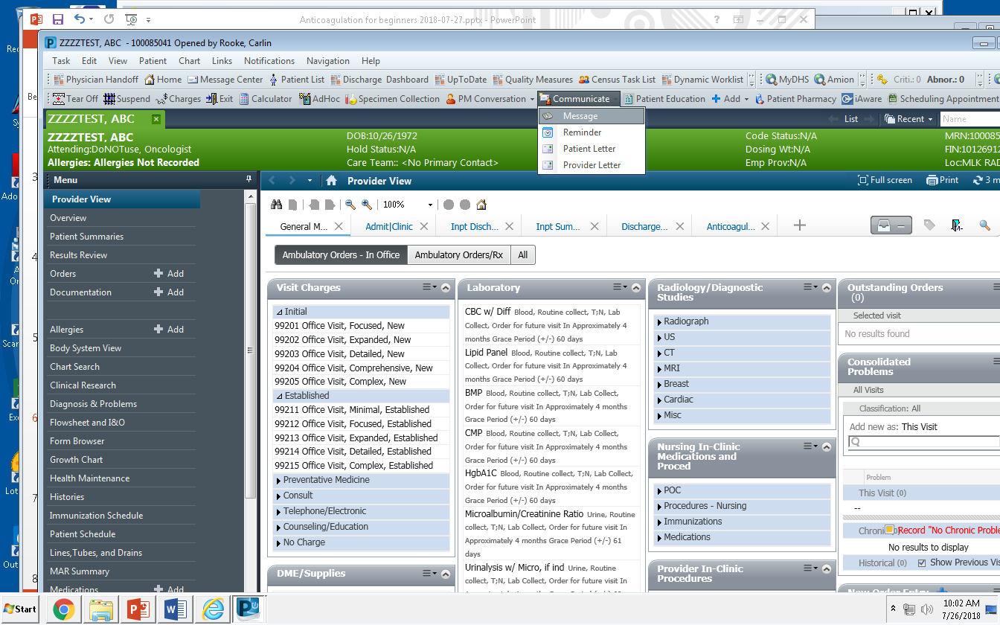 Anticoagulation for beginners 2018-07-27.pptx - PowerPoint
ZZZZTEST, ABC - 100085041 Opened by Rooke, Carlin
Task Edit View Patient Chart Links Notifications Navigation Help
Physician Handoff Home Message Center Patient List Discharge Dashboard UpToDate Quality Measures Census Task List Dynamic Worklist MyDHS Amion Criti.: 0 Abnor.: 0
Tear Off Suspend Charges Exit Calculator AdHoc Specimen Collection PM Conversation Communicate Patient Education Add Patient Pharmacy iAware Scheduling Appointment
Message
Reminder
Patient Letter
Provider Letter
ZZZZTEST, ABC
List Recent Name
ZZZZTEST, ABC DOB:10/26/1972 Code Status:N/A MRN:100085
Attending:DoNOTuse, Oncologist Hold Status:N/A Dosing Wt:N/A FIN:10126912
Allergies: Allergies Not Recorded Care Team:: <No Primary Contact> Emp Prov:N/A Loc:MLK RAD
Menu
Provider View
Full screen Print 3 m
Provider View
Overview
Patient Summaries
Results Review
Orders Add
Documentation Add
Allergies Add
Body System View
Chart Search
Clinical Research
Diagnosis & Problems
Flowsheet and I&O
Form Browser
Growth Chart
Health Maintenance
Histories
Immunization Schedule
Patient Schedule
Lines,Tubes, and Drains
MAR Summary
Medications Add
100%
General M... Admit|Clinic Inpt Disch... Inpt Sum... Discharge... Anticoagul...
Ambulatory Orders - In Office Ambulatory Orders/Rx All
Visit Charges
Initial
99201 Office Visit, Focused, New
99202 Office Visit, Expanded, New
99203 Office Visit, Detailed, New
99204 Office Visit, Comprehensive, New
99205 Office Visit, Complex, New
Established
99211 Office Visit, Minimal, Established
99212 Office Visit, Focused, Established
99213 Office Visit, Expanded, Established
99214 Office Visit, Detailed, Established
99215 Office Visit, Complex, Established
Preventative Medicine
Consult
Telephone/Electronic
Counseling/Education
No Charge
DME/Supplies
Laboratory
CBC w/ Diff Blood, Routine collect, T;N, Lab
Collect, Order for future visit In Approximately 4
months Grace Period (+/-) 60 days
Lipid Panel Blood, Routine collect, T;N, Lab
Collect, Order for future visit In Approximately 4
months Grace Period (+/-) 60 days
BMP Blood, Routine collect, T;N, Lab Collect,
Order for future visit In Approximately 4 months
Grace Period (+/-) 60 days
CMP Blood, Routine collect, T;N, Lab Collect,
Order for future visit In Approximately 4 months
Grace Period (+/-) 60 days
HgbA1C Blood, Routine collect, T;N, Lab Collect,
Order for future visit In Approximately 4 months
Grace Period (+/-) 60 days
Microalbumin/Creatinine Ratio Urine, Routine
collect, T;N, Lab Collect, Order for future visit In
Approximately 4 months Grace Period (+/-) 61
days
Urinalysis w/ Micro, if ind Urine, Routine
collect, T;N, Lab Collect, Order for future visit In
Radiology/Diagnostic
Studies
Radiograph
US
CT
MRI
Breast
Cardiac
Misc
Nursing In-Clinic
Medications and
Proced
POC
Procedures - Nursing
Immunizations
Medications
Provider In-Clinic
Procedures
Outstanding Orders
(0)
Selected visit
No results found
Consolidated
Problems
All Visits
Classification: All
Add new as: This Visit
Problem
This Visit (0)
--
Chronic Record "No Chronic Proble
No results to display
Historical (0) Show Previous Vis
New Order Entry
Start
10:02 AM
7/26/2018